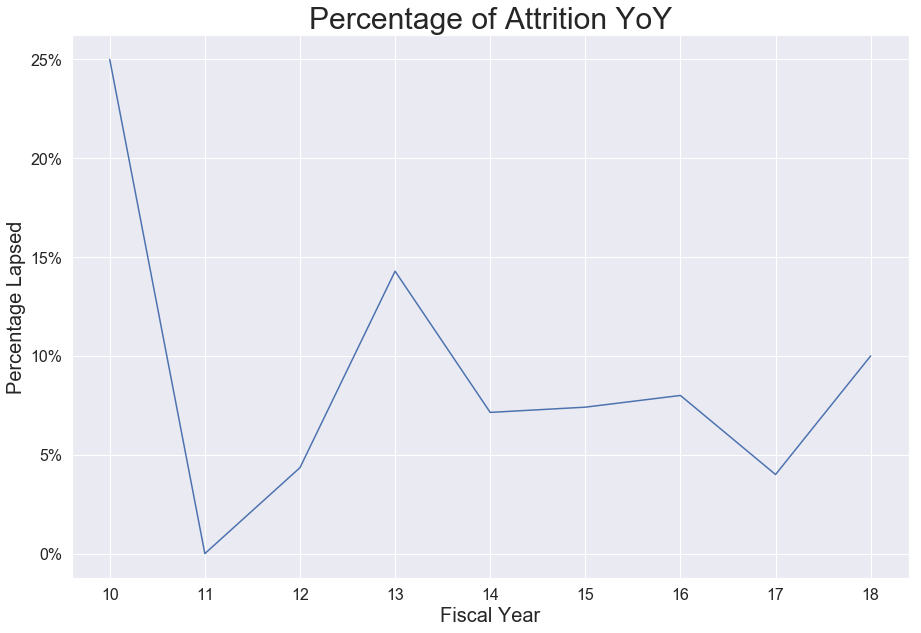 Percentage of Attrition YoY
25%
20%
15%
10%
5%
0%
Percentage Lapsed
10 11 12 13 14 15 16 17 18
Fiscal Year